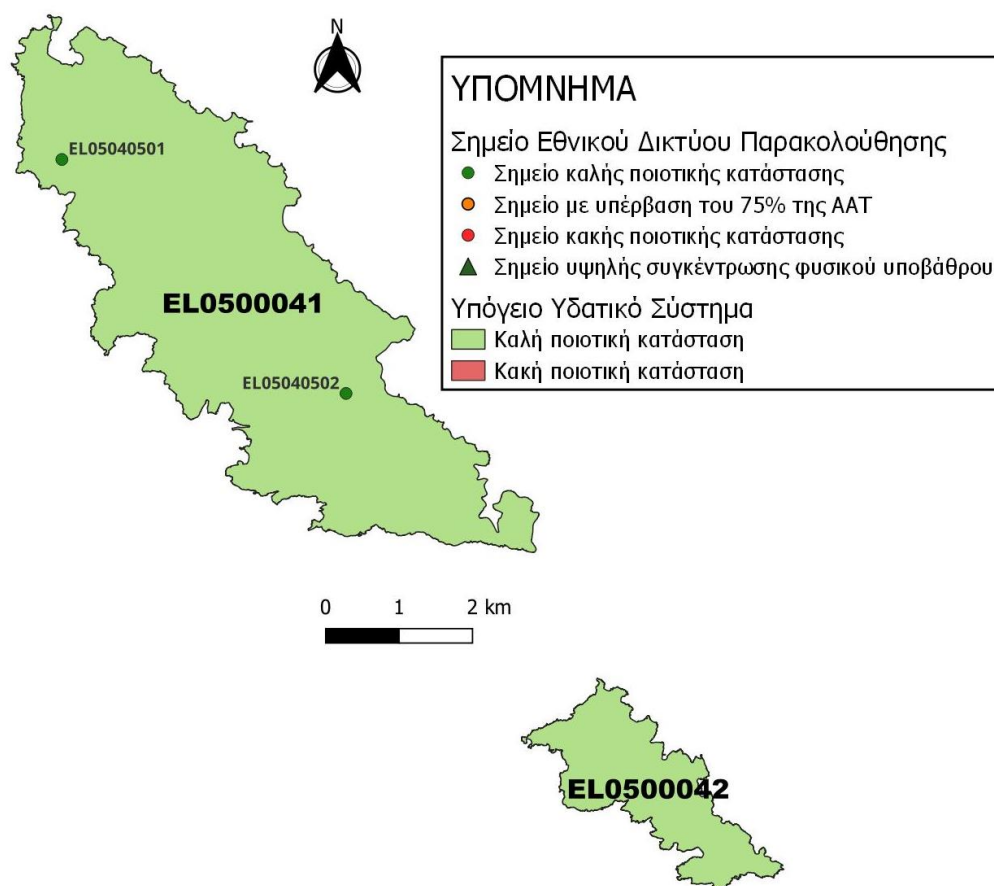 N
ΥΠΟΜΝΗΜΑ
Σημείο Εθνικού Δικτύου Παρακολούθησης
Σημείο καλής ποιοτικής κατάστασης
Σημείο με υπέρβαση του 75% της ΑΑΤ
Σημείο κακής ποιοτικής κατάστασης
Σημείο υψηλής συγκέντρωσης φυσικού υποβάθρου
Υπόγειο Υδατικό Σύστημα
Καλή ποιοτική κατάσταση
Κακή ποιοτική κατάσταση
EL05040501
EL0500041
EL05040502
0 1 2 km
EL0500042